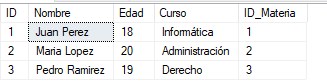 ID Nombre Edad Curso ID_Materia
1 Juan Perez 18 Informática 1
2 Maria Lopez 20 Administración 2
3 Pedro Ramirez 19 Derecho 3